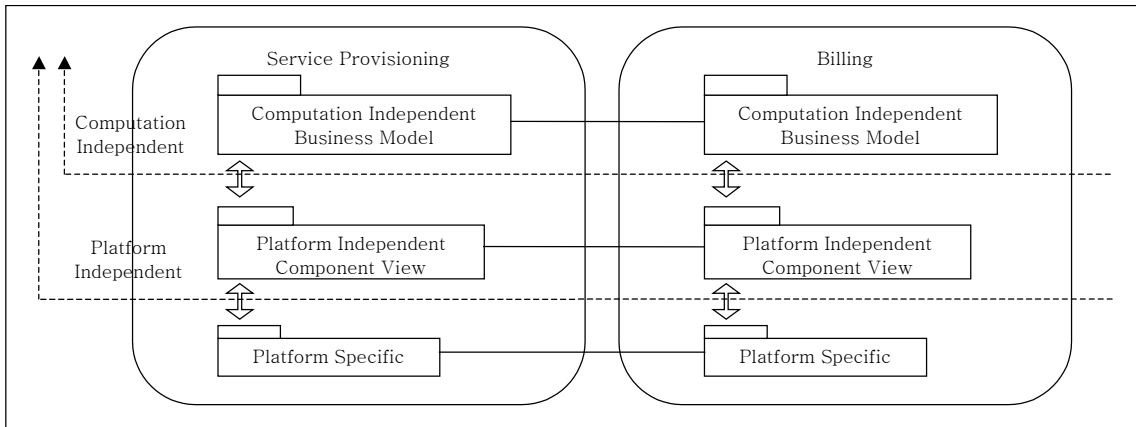 Service Provisioning
Billing
Computation Independent
Business Model
Computation Independent
Business Model
Computation
Independent
Platform Independent
Component View
Platform Independent
Component View
Platform
Independent
Platform Specific
Platform Specific